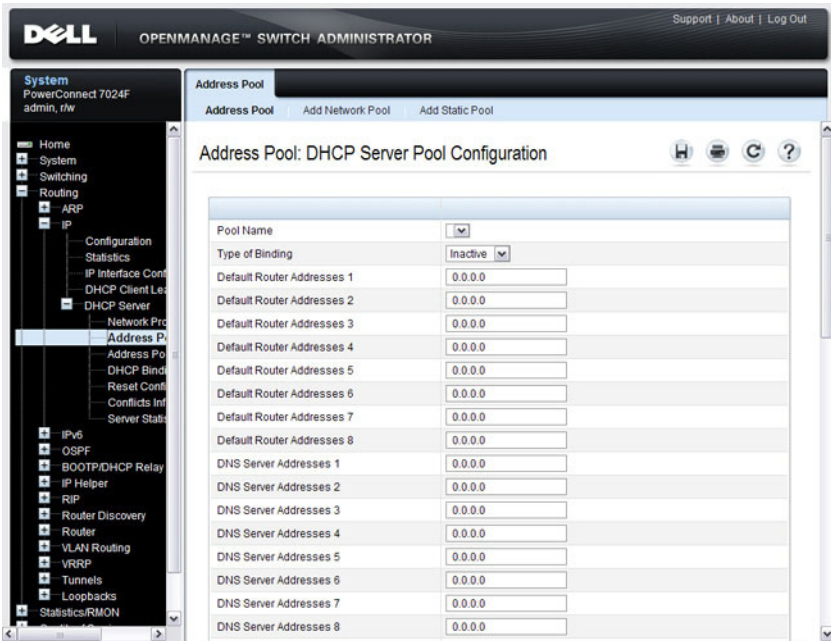 DELL
OPENMANAGE™ SWITCH ADMINISTRATOR
Support | About | Log Out
System
PowerConnect 7024F
admin, r/w
Home
System
Switching
Routing
ARP
IP
Configuration
Statistics
IP Interface Conf
DHCP Client Lea
DHCP Server
Network Pro
Address P
Address Po
DHCP Bindi
Reset Confi
Conflicts Inf
Server Statis
IPv6
OSPF
BOOTP/DHCP Relay
IP Helper
RIP
Router Discovery
Router
VLAN Routing
VRRP
Tunnels
Loopbacks
Statistics/RMON
Address Pool
Address Pool Add Network Pool Add Static Pool
Address Pool: DHCP Server Pool Configuration
Pool Name
Type of Binding Inactive
Default Router Addresses 1 0.0.0.0
Default Router Addresses 2 0.0.0.0
Default Router Addresses 3 0.0.0.0
Default Router Addresses 4 0.0.0.0
Default Router Addresses 5 0.0.0.0
Default Router Addresses 6 0.0.0.0
Default Router Addresses 7 0.0.0.0
Default Router Addresses 8 0.0.0.0
DNS Server Addresses 1 0.0.0.0
DNS Server Addresses 2 0.0.0.0
DNS Server Addresses 3 0.0.0.0
DNS Server Addresses 4 0.0.0.0
DNS Server Addresses 5 0.0.0.0
DNS Server Addresses 6 0.0.0.0
DNS Server Addresses 7 0.0.0.0
DNS Server Addresses 8 0.0.0.0